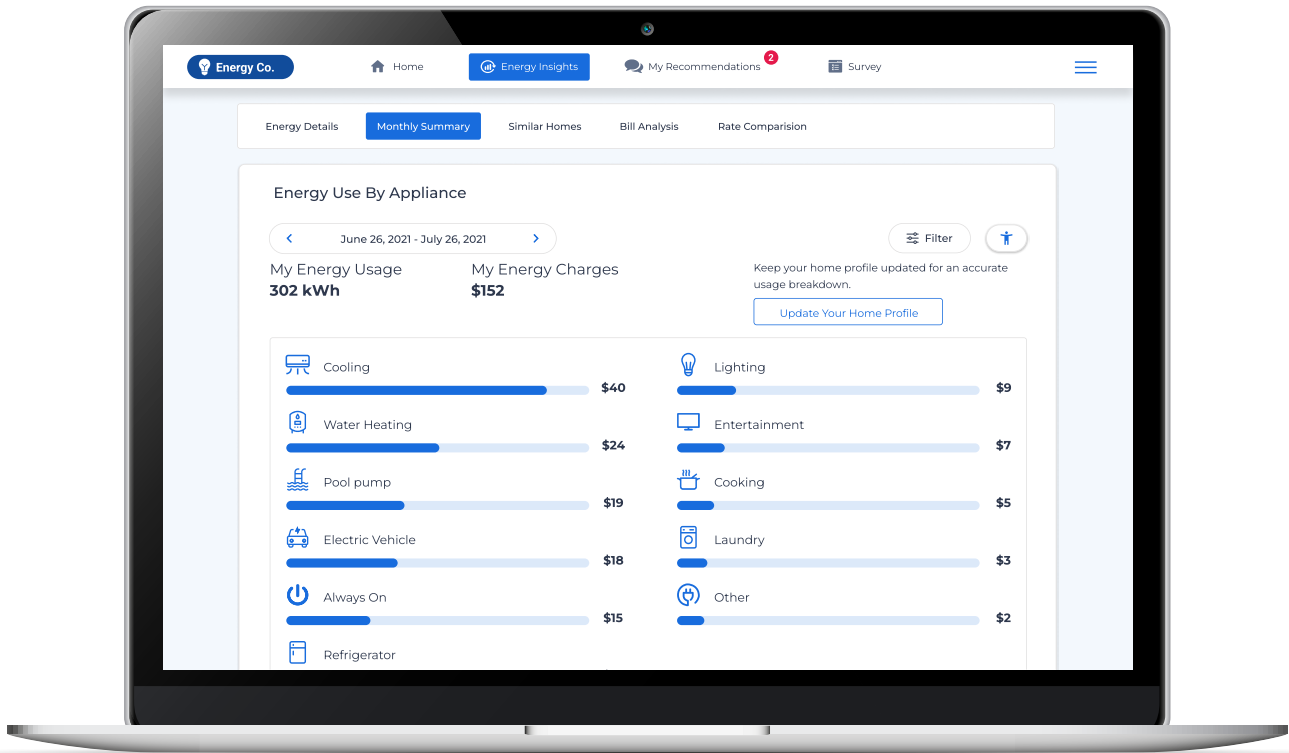 Energy Co.
Home
Energy Insights
My Recommendations
2
Survey
Energy Details
Monthly Summary
Similar Homes
Bill Analysis
Rate Comparision
Energy Use By Appliance
June 26, 2021 - July 26, 2021
Filter
My Energy Usage
302 kWh
My Energy Charges
$152
Keep your home profile updated for an accurate
usage breakdown.
Update Your Home Profile
Cooling
$40
Water Heating
$24
Pool pump
$19
Electric Vehicle
$18
Always On
$15
Refrigerator
Lighting
$9
Entertainment
$7
Cooking
$5
Laundry
$3
Other
$2